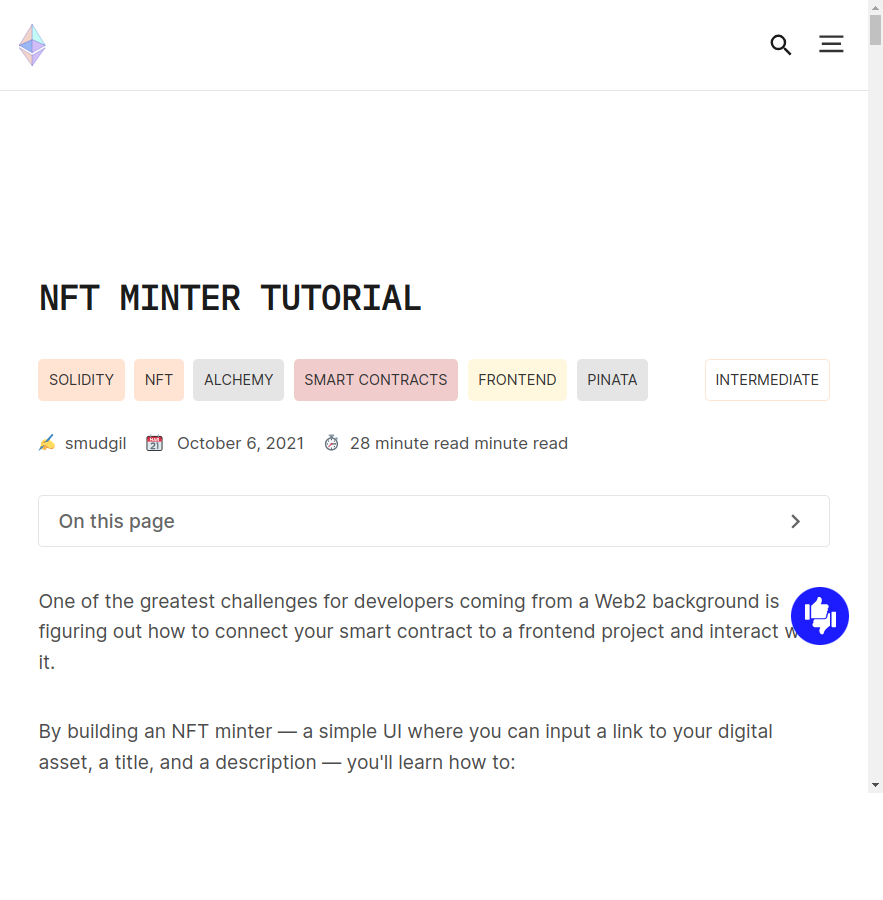 NFT MINTER TUTORIAL
SOLIDITY NFT ALCHEMY SMART CONTRACTS FRONTEND PINATA INTERMEDIATE
smudgil October 6, 2021 28 minute read minute read
On this page
One of the greatest challenges for developers coming from a Web2 background is
figuring out how to connect your smart contract to a frontend project and interact
it.
By building an NFT minter — a simple UI where you can input a link to your digital
asset, a title, and a description — you'll learn how to: